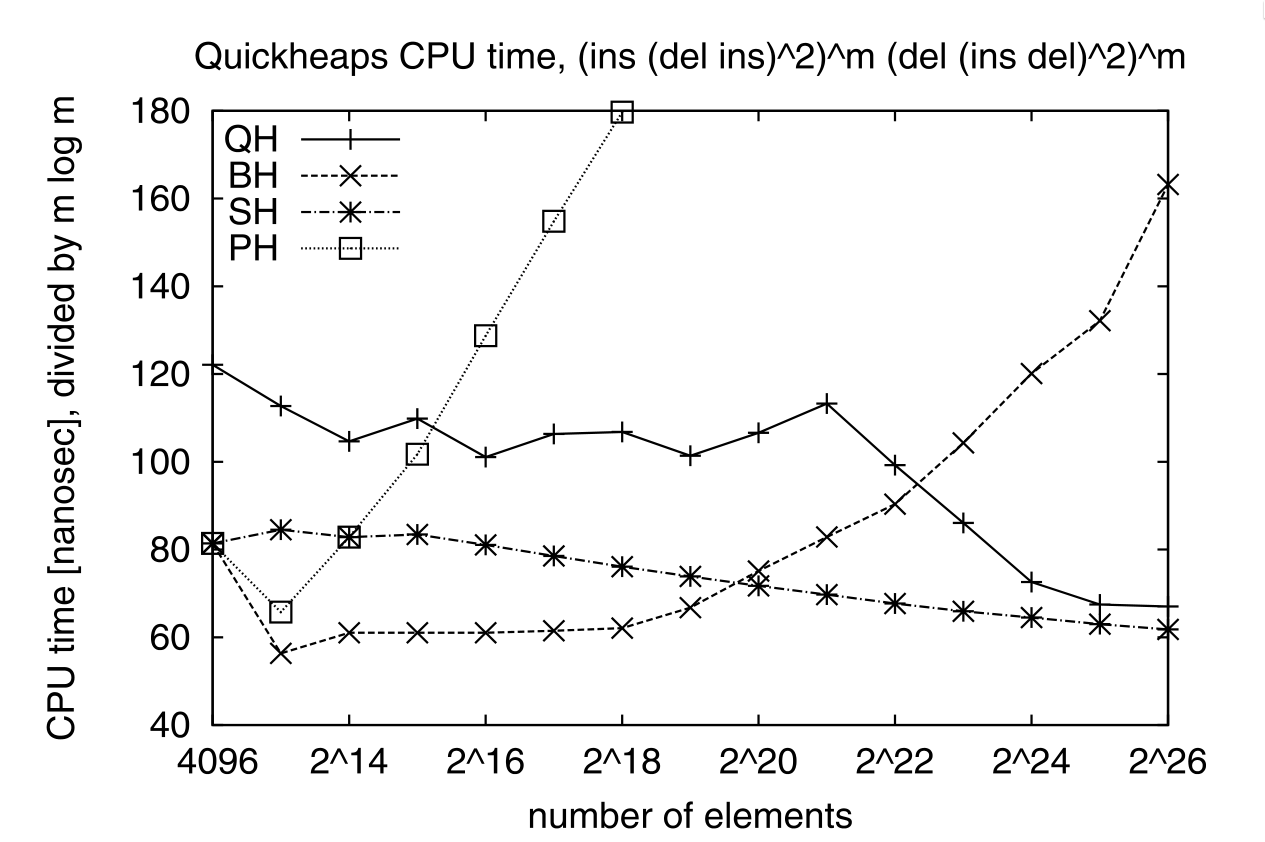 Quickheaps CPU time, (ins (del ins)^2)^m (del (ins del)^2)^m
CPU time [nanosec], divided by m log m
180
160
140
120
100
80
60
40
QH
BH
SH
PH
4096 2^14 2^16 2^18 2^20 2^22 2^24 2^26
number of elements